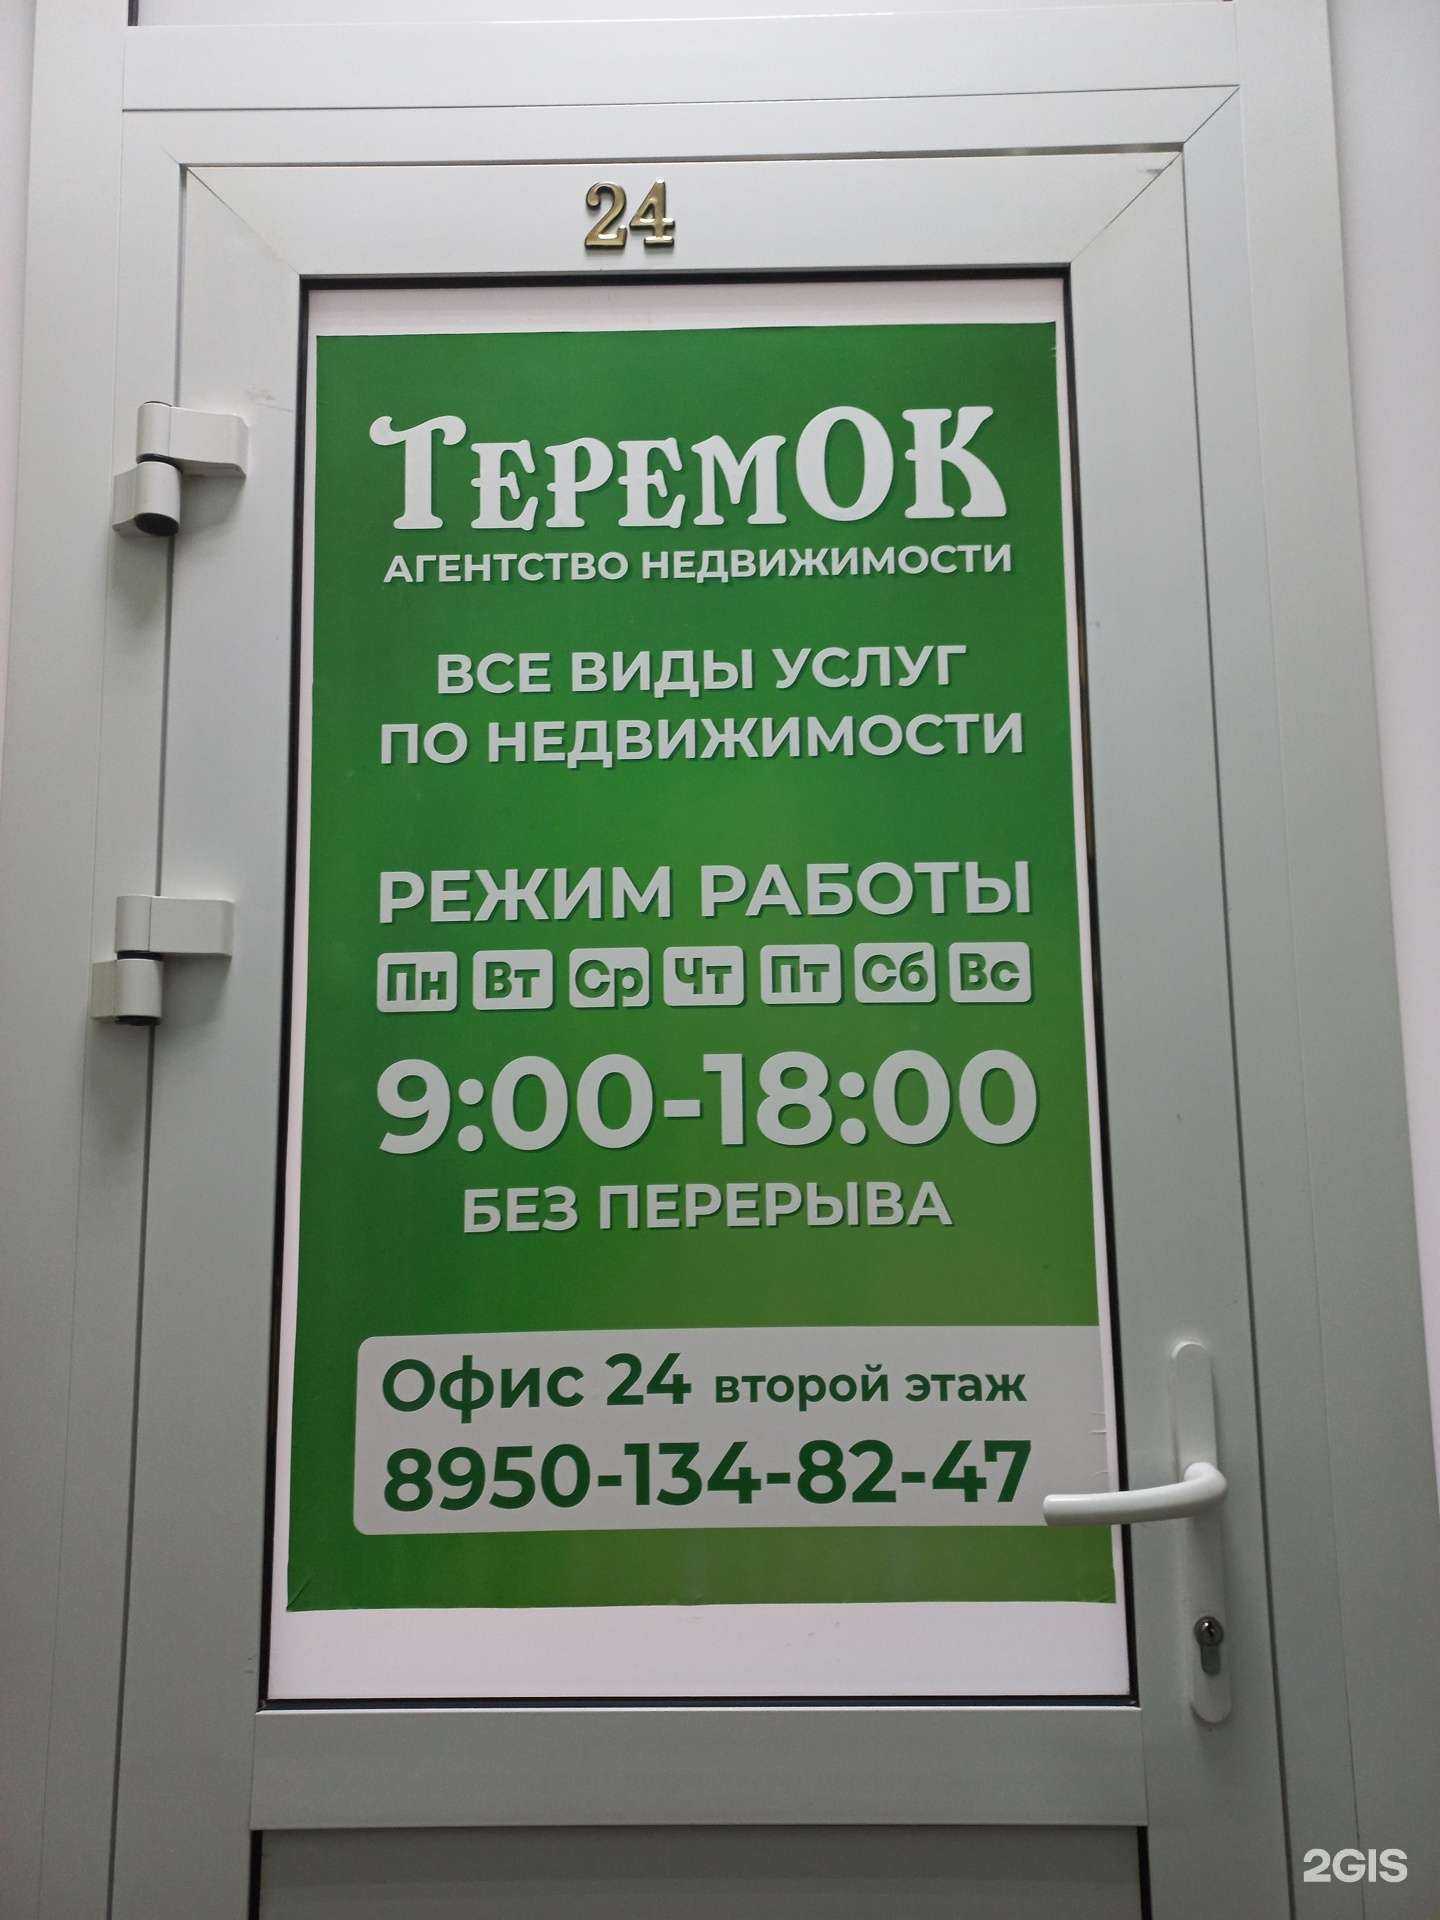 24
ТеремОК
АГЕНТСТВО НЕДВИЖИМОСТИ
ВСЕ ВИДЫ УСЛУГ
ПО НЕДВИЖИМОСТИ
РЕЖИМ РАБОТЫ
Пн Вт Ср Чт Пт Сб Вс
9:00-18:00
БЕЗ ПЕРЕРЫВА
Офис 24 второй этаж
8950-134-82-47
2GIS